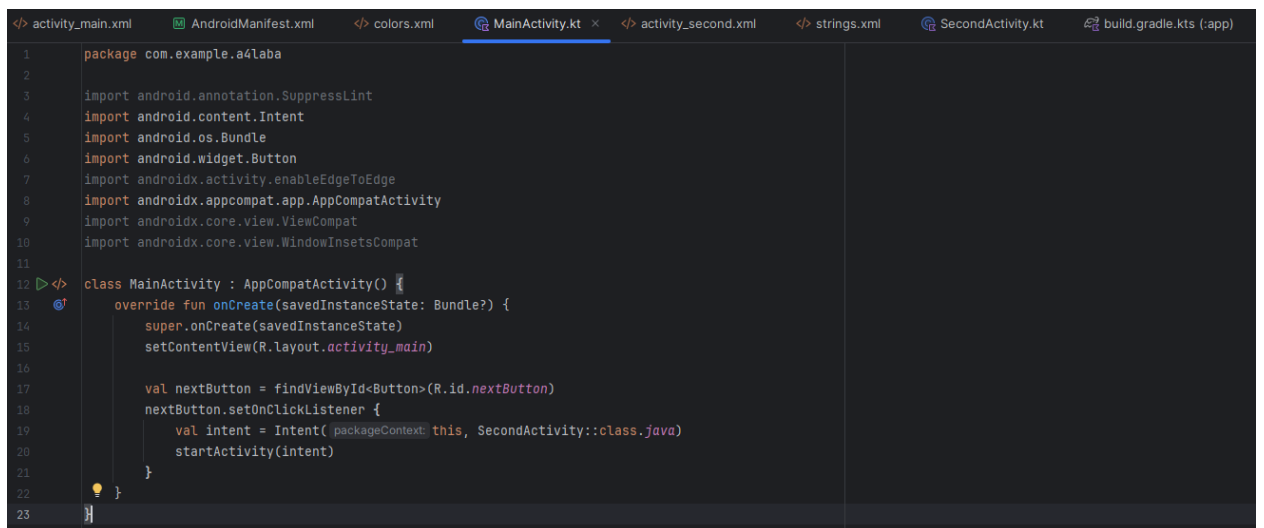 activity_main.xml AndroidManifest.xml colors.xml MainActivity.kt × activity_second.xml strings.xml SecondActivity.kt build.gradle.kts (:app)
1 package com.example.a4laba
2
3 import android.annotation.SuppressLint
4 import android.content.Intent
5 import android.os.Bundle
6 import android.widget.Button
7 import androidx.activity.enableEdgeToEdge
8 import androidx.appcompat.app.AppCompatActivity
9 import androidx.core.view.ViewCompat
10 import androidx.core.view.WindowInsetsCompat
11
12 class MainActivity : AppCompatActivity() {
13     override fun onCreate(savedInstanceState: Bundle?) {
14         super.onCreate(savedInstanceState)
15         setContentView(R.layout.activity_main)
16
17         val nextButton = findViewById<Button>(R.id.nextButton)
18         nextButton.setOnClickListener {
19             val intent = Intent( packageContext: this, SecondActivity::class.java)
20             startActivity(intent)
21         }
22     }
23 }